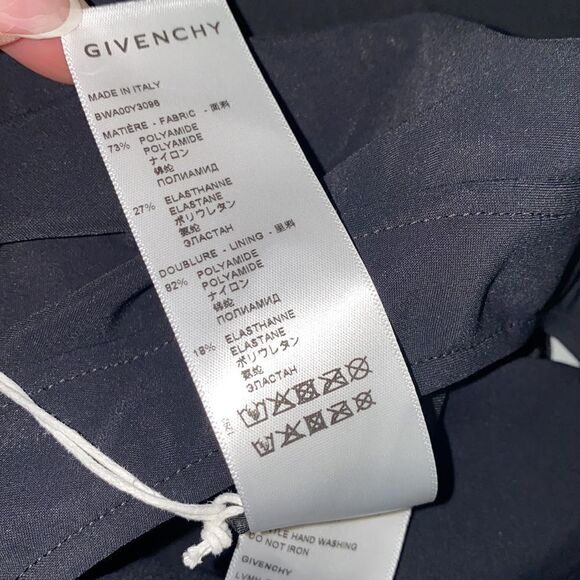 GIVENCHY
MADE IN ITALY
BWA00Y3098
MATIÈRE - FABRIC - 面料
73% POLYAMIDE
POLYAMIDE
ナイロン
锦纶
ПОЛИАМИД
27% ELASTHANNE
ELASTANE
ポリウレタン
氨纶
ЭЛАСТАН
DOUBLURE - LINING - 里料
82% POLYAMIDE
POLYAMIDE
ナイロン
锦纶
ПОЛИАМИД
18% ELASTHANNE
ELASTANE
ポリウレタン
氨纶
ЭЛАСТАН
HAND WASHING
DO NOT IRON
GIVENCHY